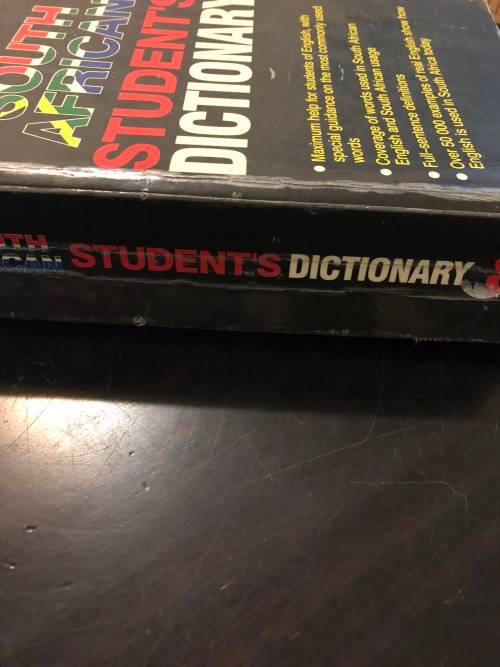 SOUTH
AFRICAN
STUDENT'S
DICTIONARY
• Maximum help for students of English, with
special guidance on the most commonly used
words
• Coverage of words used in South African
English and South African usage
• Full-sentence definitions
• Over 50 000 examples of real English show how
English is used in South Africa today
UTH
ICAN STUDENT'S DICTIONARY